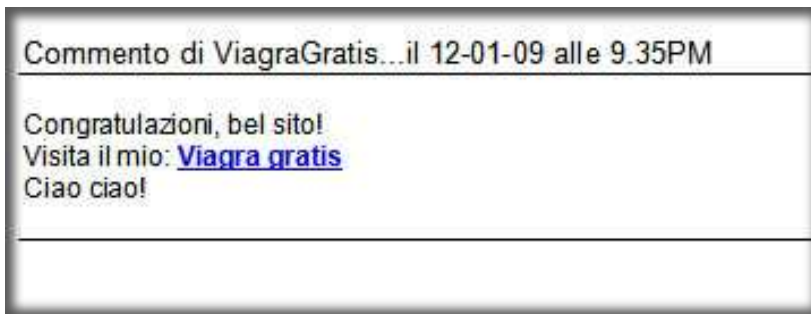 Commento di ViagraGratis...il 12-01-09 alle 9.35PM
Congratulazioni, bel sito!
Visita il mio: Viagra gratis
Ciao ciao!